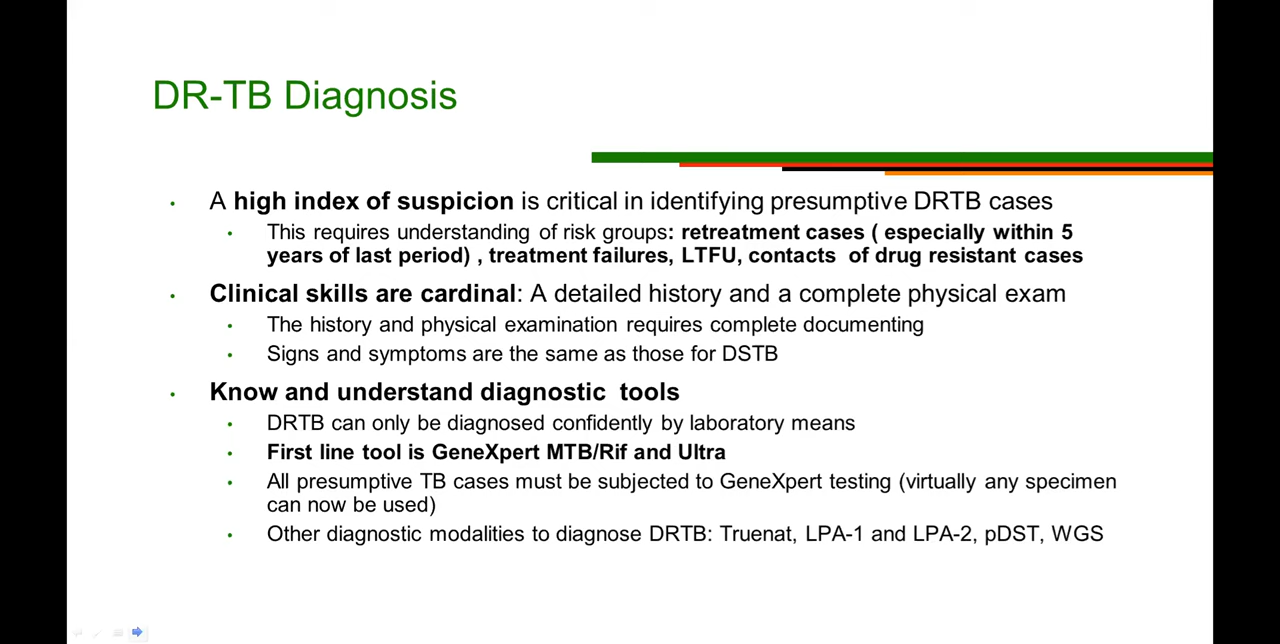 DR-TB Diagnosis
• A high index of suspicion is critical in identifying presumptive DRTB cases
• This requires understanding of risk groups: retreatment cases ( especially within 5
years of last period) , treatment failures, LTFU, contacts of drug resistant cases
• Clinical skills are cardinal: A detailed history and a complete physical exam
• The history and physical examination requires complete documenting
• Signs and symptoms are the same as those for DSTB
• Know and understand diagnostic tools
• DRTB can only be diagnosed confidently by laboratory means
• First line tool is GeneXpert MTB/Rif and Ultra
• All presumptive TB cases must be subjected to GeneXpert testing (virtually any specimen
can now be used)
• Other diagnostic modalities to diagnose DRTB: Truenat, LPA-1 and LPA-2, pDST, WGS